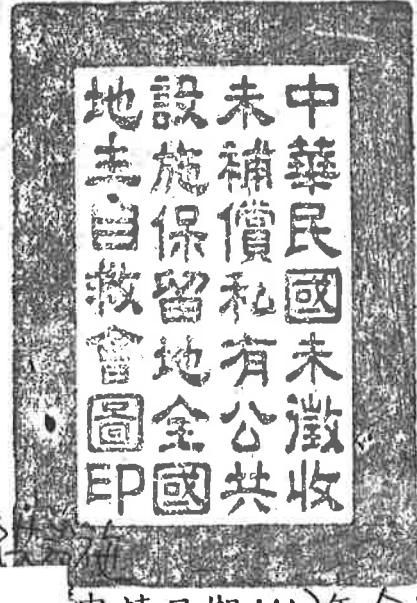 中華民國未徵收
未補償私有公共
設施保留地全國
地主自救會圖印